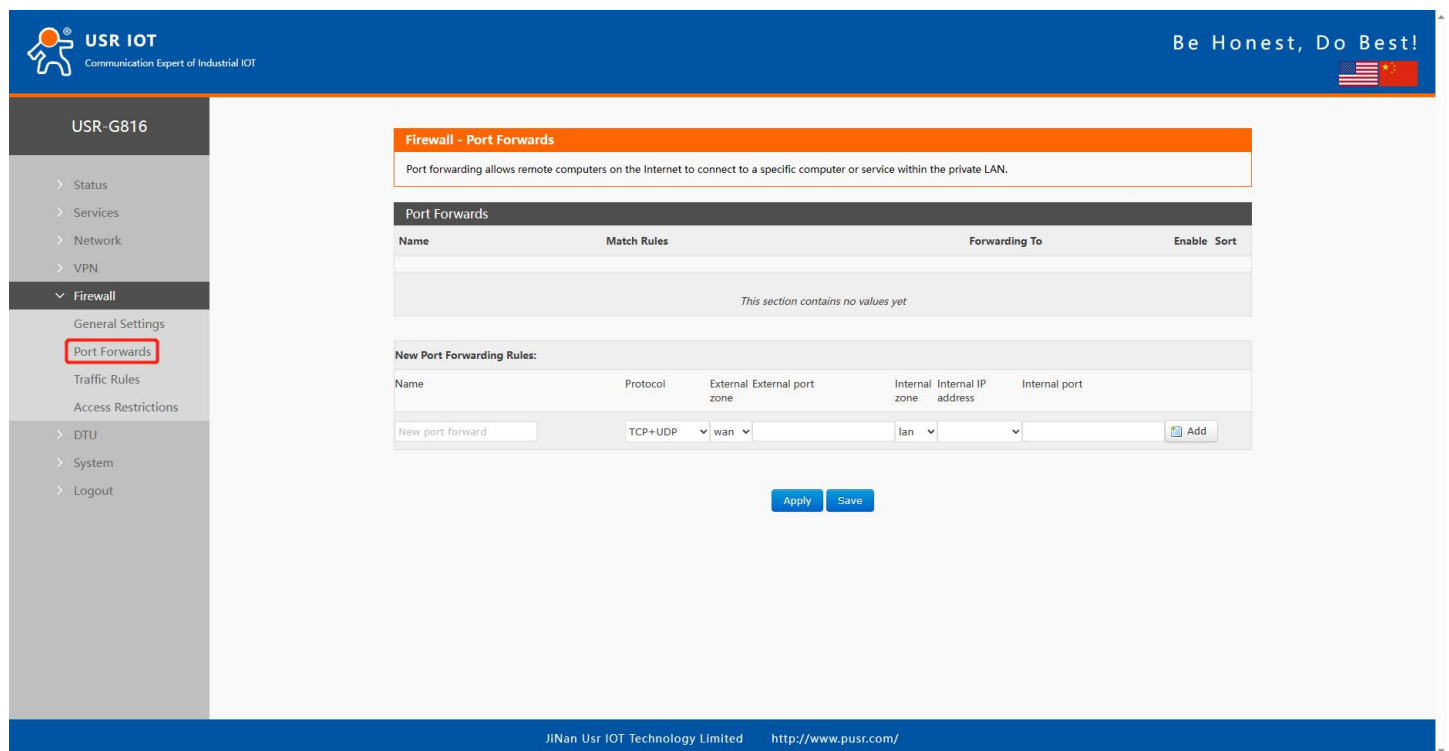 USR IOT
Communication Expert of Industrial IOT
Be Honest, Do Best!
USR-G816
Status
Services
Network
VPN
Firewall
General Settings
Port Forwards
Traffic Rules
Access Restrictions
DTU
System
Logout
Firewall - Port Forwards
Port forwarding allows remote computers on the Internet to connect to a specific computer or service within the private LAN.
Port Forwards
Name Match Rules Forwarding To Enable Sort
This section contains no values yet
New Port Forwarding Rules:
Name Protocol External zone External port Internal zone Internal IP address Internal port
New port forward TCP+UDP wan lan Add
Apply Save
JiNan Usr IOT Technology Limited http://www.pusr.com/